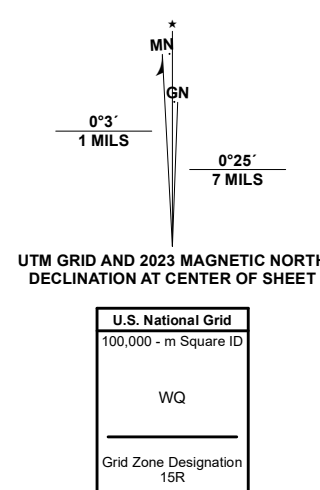 ★
MN
GN
0°3´
1 MILS
0°25´
7 MILS
UTM GRID AND 2023 MAGNETIC NORTH
DECLINATION AT CENTER OF SHEET
U.S. National Grid
100,000 - m Square ID
WQ
Grid Zone Designation
15R